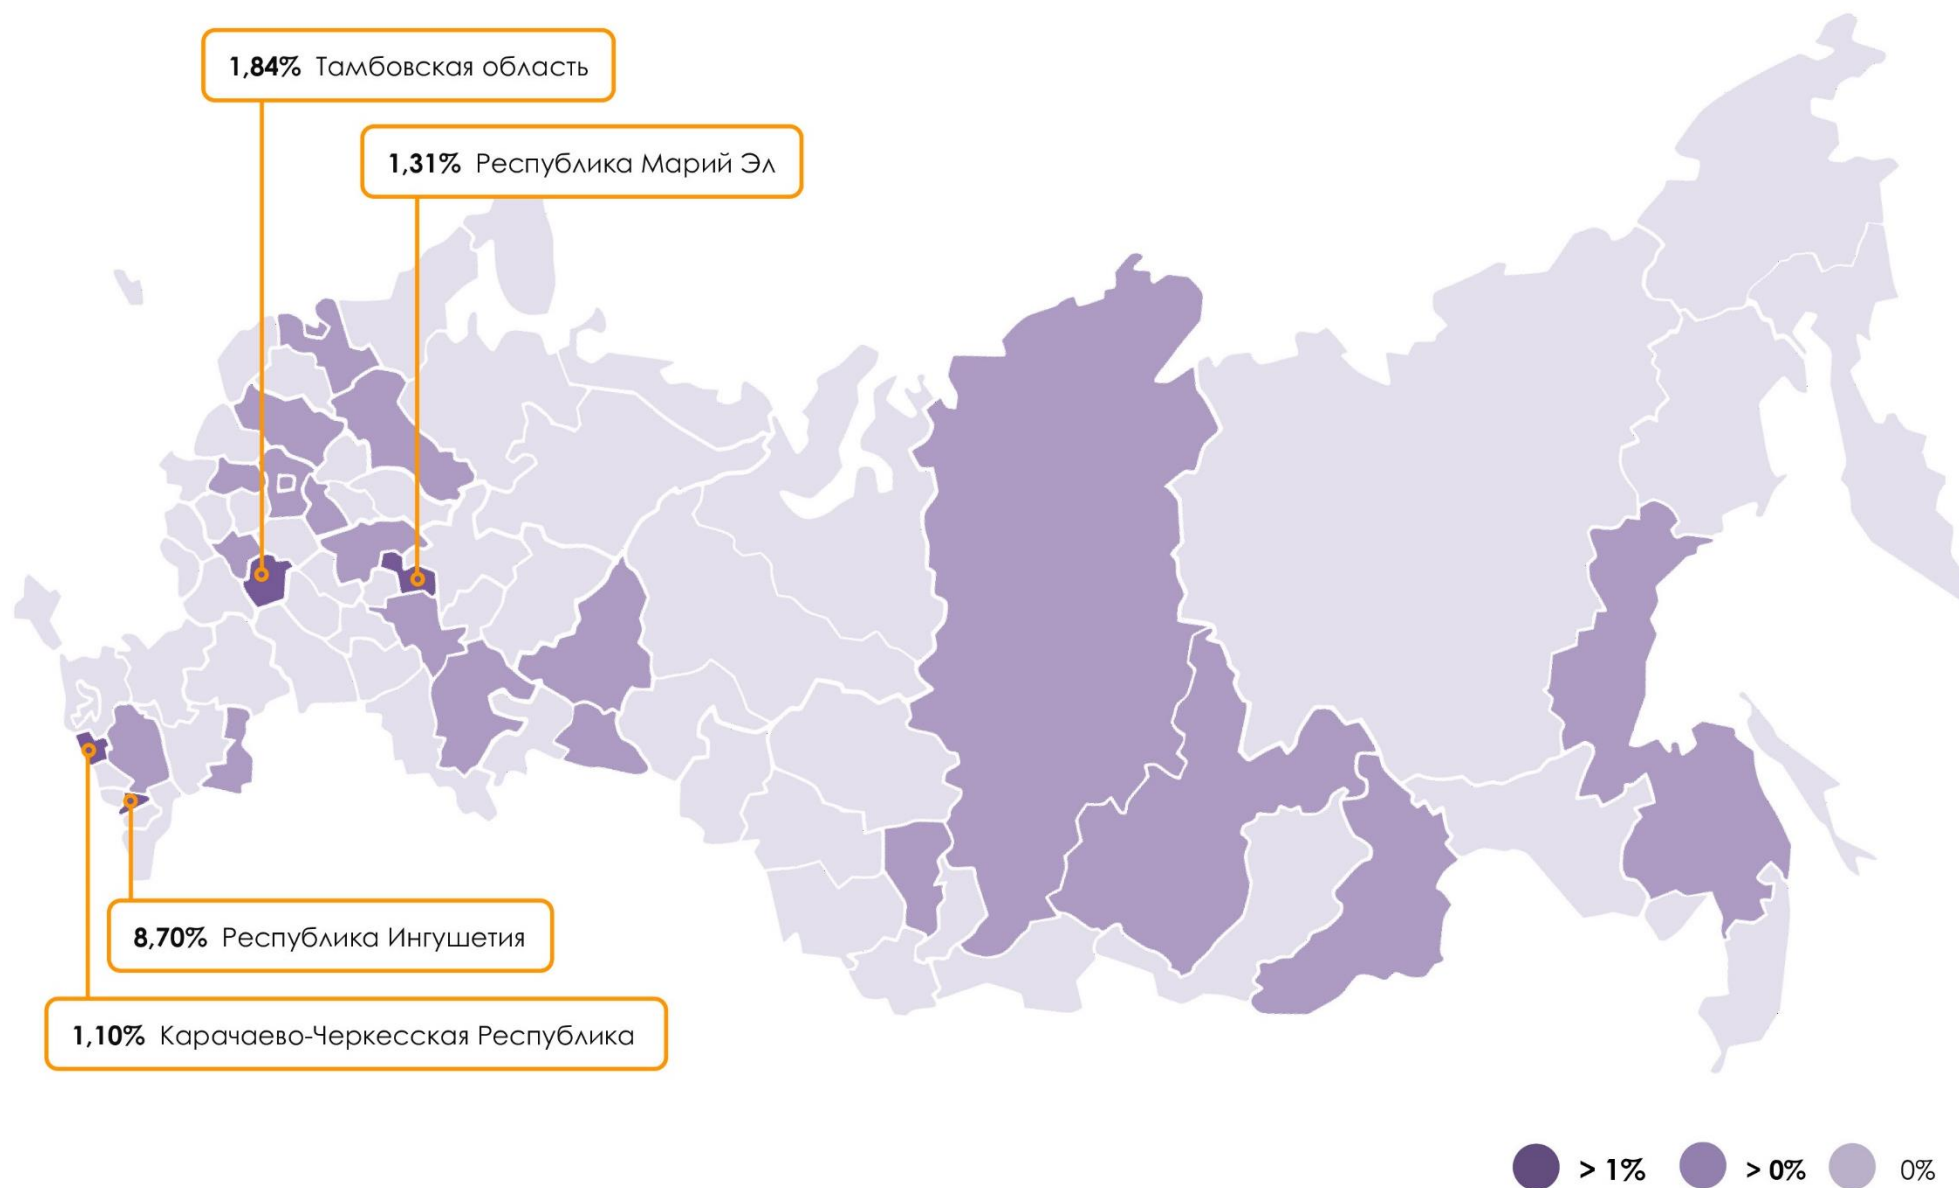 1,84% Тамбовская область
1,31% Республика Марий Эл
8,70% Республика Ингушетия
1,10% Карачаево-Черкесская Республика
> 1% > 0% 0%